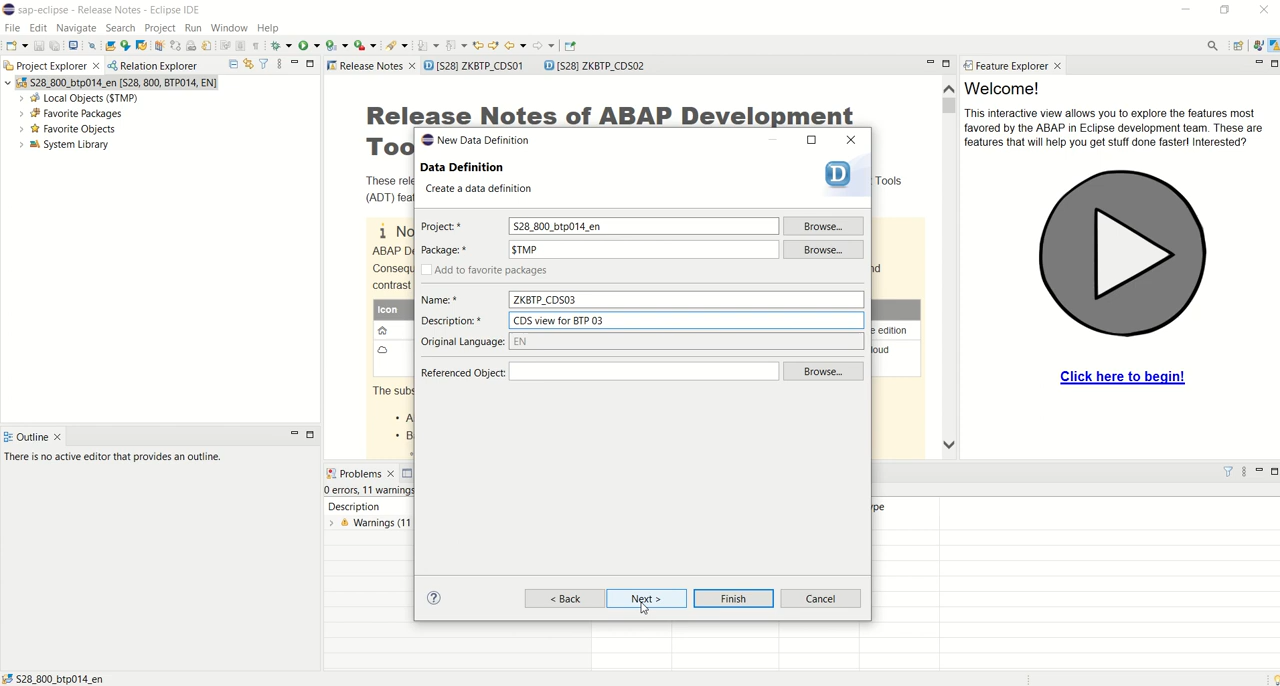 sap-eclipse - Release Notes - Eclipse IDE
File Edit Navigate Search Project Run Window Help
Project Explorer Relation Explorer
S28_800_btp014_en [S28, 800, BTP014, EN]
Local Objects ($TMP)
Favorite Packages
Favorite Objects
System Library
Outline
There is no active editor that provides an outline.
Release Notes [S28] ZKBTP_CDS01 [S28] ZKBTP_CDS02
Release Notes of ABAP Development
Too
These rele
Tools
(ADT) feat
i No
ABAP De
Consequ
nd
contrast
Icon
e edition
loud
The subs
• A
• B
New Data Definition
Data Definition
Create a data definition
D
Project: * S28_800_btp014_en Browse...
Package: * $TMP Browse...
Add to favorite packages
Name: * ZKBTP_CDS03
Description: * CDS view for BTP 03
Original Language: EN
Referenced Object: Browse...
? < Back Next > Finish Cancel
Feature Explorer
Welcome!
This interactive view allows you to explore the features most
favored by the ABAP in Eclipse development team. These are
features that will help you get stuff done faster! Interested?
Click here to begin!
Problems
0 errors, 11 warnings
Description
ype
Warnings (11
S28_800_btp014_en